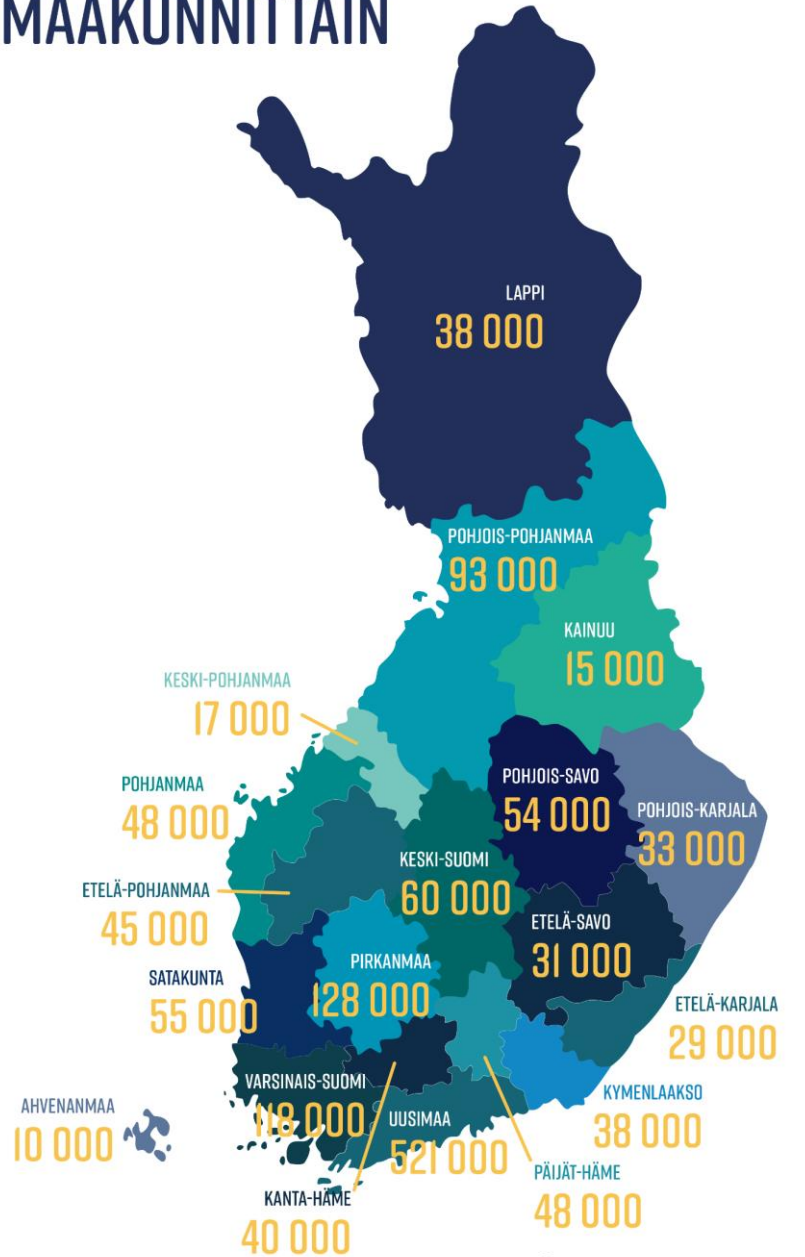 MAAKUNNITTAIN
LAPPI
38 000
POHJOIS-POHJANMAA
93 000
KAINUU
15 000
KESKI-POHJANMAA
17 000
POHJANMAA
48 000
POHJOIS-SAVO
54 000
POHJOIS-KARJALA
33 000
KESKI-SUOMI
60 000
ETELÄ-POHJANMAA
45 000
ETELÄ-SAVO
31 000
PIRKANMAA
128 000
SATAKUNTA
55 000
ETELÄ-KARJALA
29 000
VARSINAIS-SUOMI
118 000
KYMENLAAKSO
38 000
AHVENANMAA
10 000
UUSIMAA
521 000
PÄIJÄT-HÄME
48 000
KANTA-HÄME
40 000